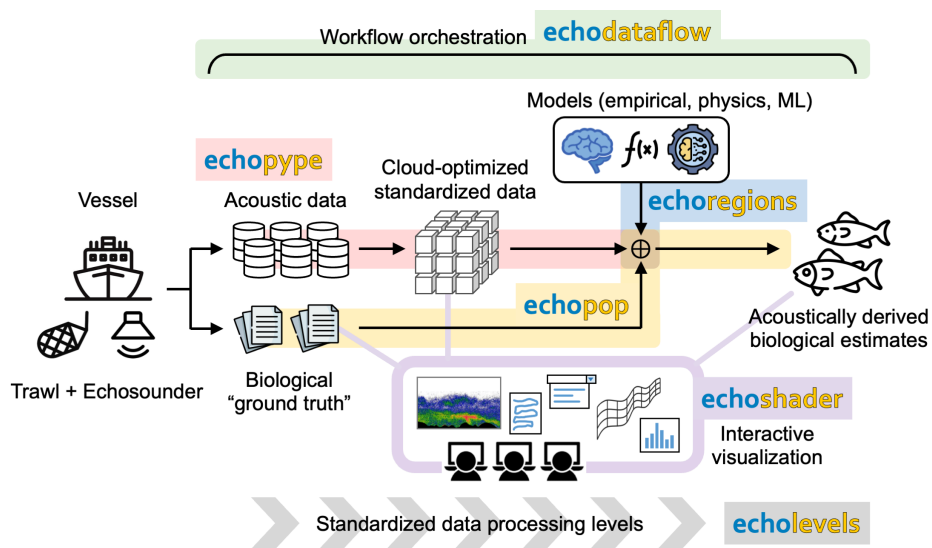 Workflow orchestration echodataflow
Models (empirical, physics, ML)
f(x)
echopype
Cloud-optimized
standardized data
echoregions
Vessel
Acoustic data
echopop
Acoustically derived
biological estimates
Trawl + Echosounder
Biological
“ground truth”
echoshader
Interactive
visualization
Standardized data processing levels
echolevels